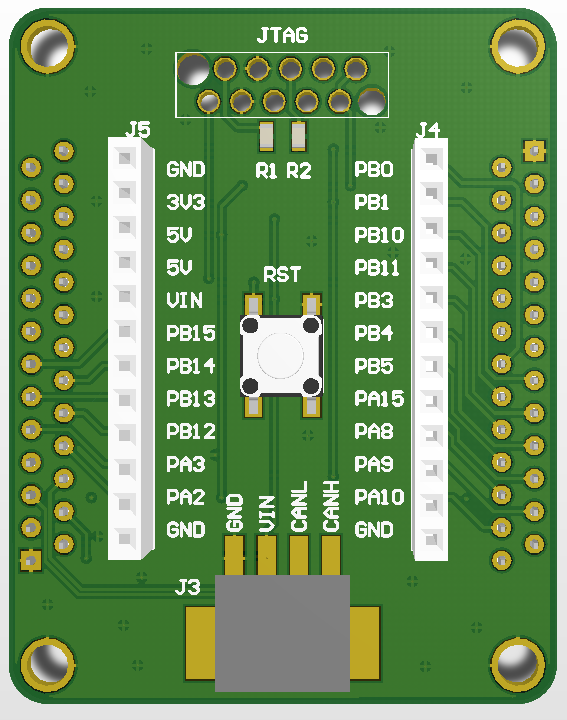 JTAG
J5
J4
R1 R2
GND
3V3
5V
5V
VIN
PB15
PB14
PB13
PB12
PA3
PA2
GND
RST
PB0
PB1
PB10
PB11
PB3
PB4
PB5
PA15
PA8
PA9
PA10
GND
GND
VIN
CANL
CANH
J3